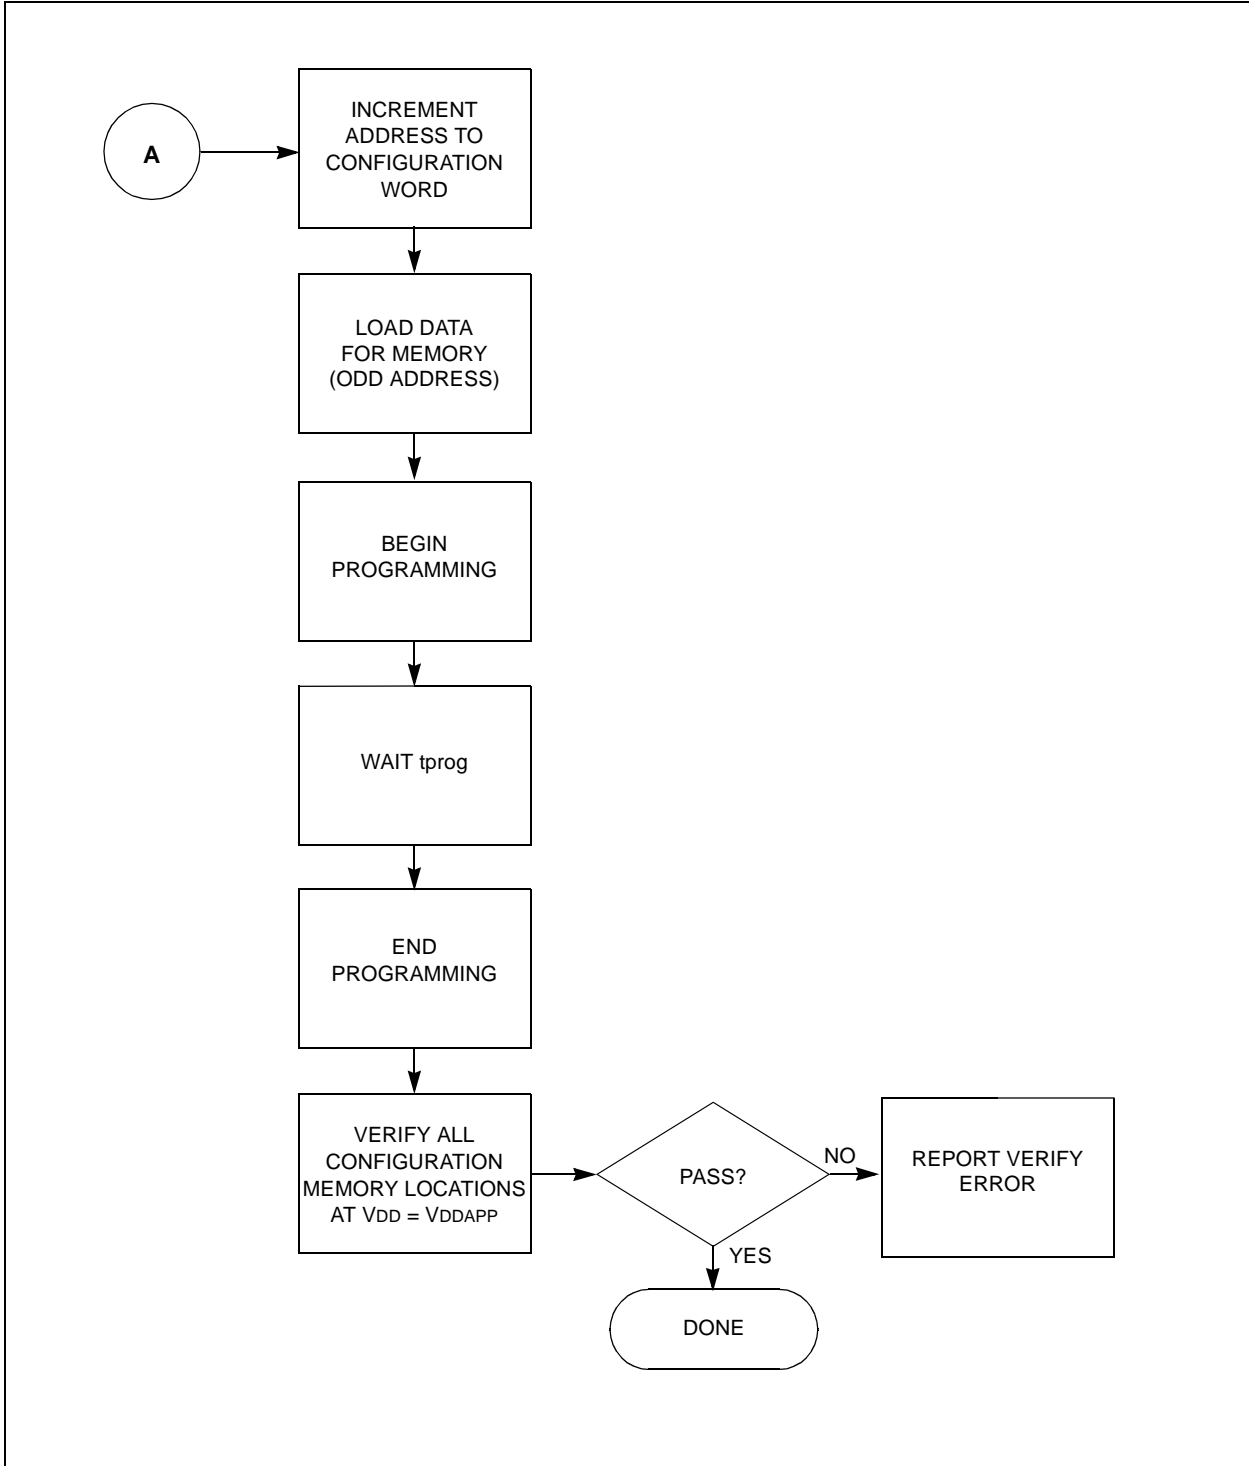 A
INCREMENT
ADDRESS TO
CONFIGURATION
WORD
LOAD DATA
FOR MEMORY
(ODD ADDRESS)
BEGIN
PROGRAMMING
WAIT tprog
END
PROGRAMMING
VERIFY ALL
CONFIGURATION
MEMORY LOCATIONS
AT VDD = VDDAPP
PASS?
NO
REPORT VERIFY
ERROR
YES
DONE